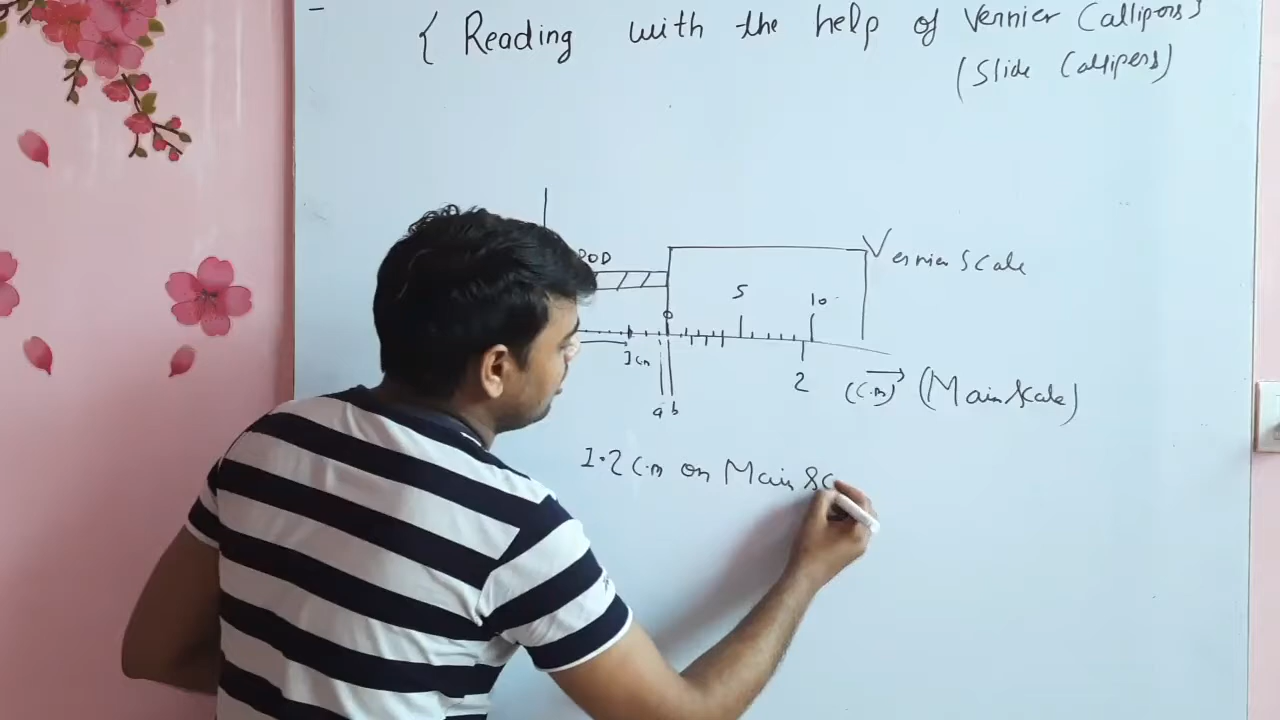 { Reading with the help of Vernier Callipers
(Slide Callipers)
ROD
Vernier Scale
0 5 10
1cm
2
(c.m) (Main Scale)
a b
1.2 c.m on Main Sc